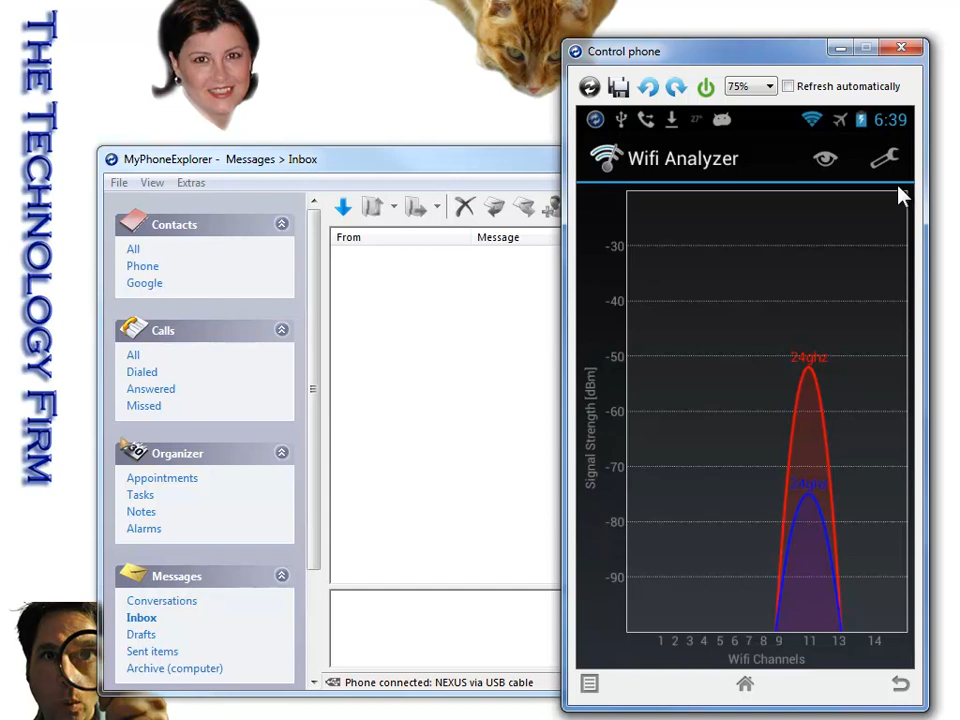 THE TECHNOLOGY FIRM
MyPhoneExplorer - Messages > Inbox
File View Extras
Contacts
All
Phone
Google
Calls
All
Dialed
Answered
Missed
Organizer
Appointments
Tasks
Notes
Alarms
Messages
Conversations
Inbox
Drafts
Sent items
Archive (computer)
From Message
Phone connected: NEXUS via USB cable
Control phone
75% Refresh automatically
27° 6:39
Wifi Analyzer
-30
-40
-50
-60
-70
-80
-90
Signal Strength [dBm]
24ghz
24ghz
1 2 3 4 5 6 7 8 9 11 13 14
Wifi Channels